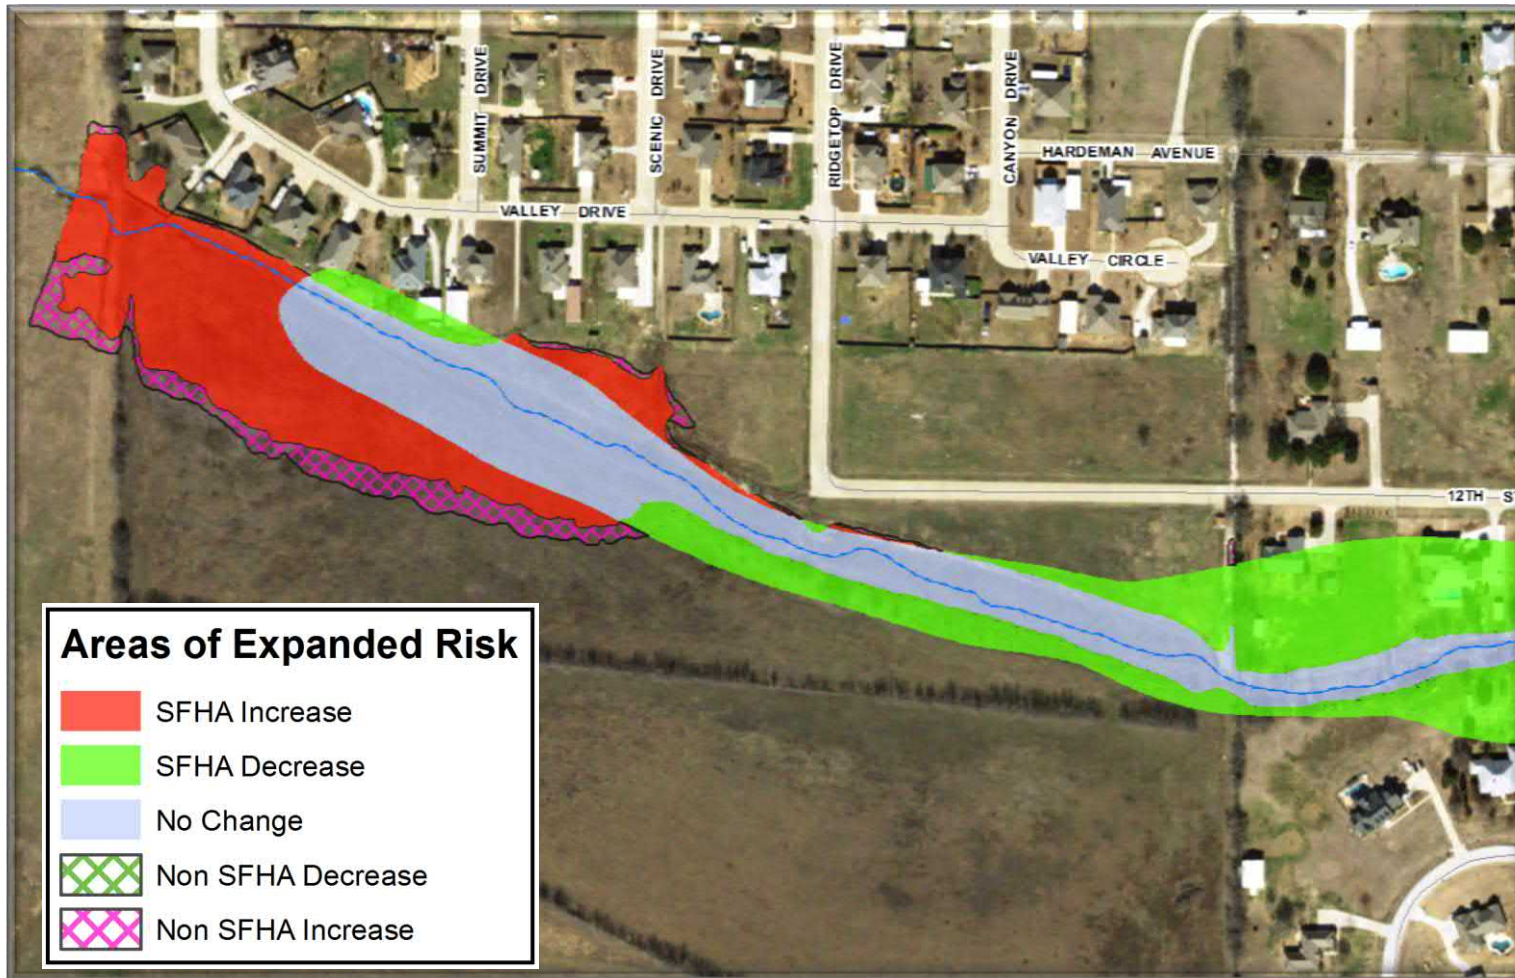 SUMMIT DRIVE
SCENIC DRIVE
RIDGETOP DRIVE
CANYON DRIVE
HARDEMAN AVENUE
VALLEY DRIVE
VALLEY CIRCLE
12TH S
Areas of Expanded Risk
SFHA Increase
SFHA Decrease
No Change
Non SFHA Decrease
Non SFHA Increase